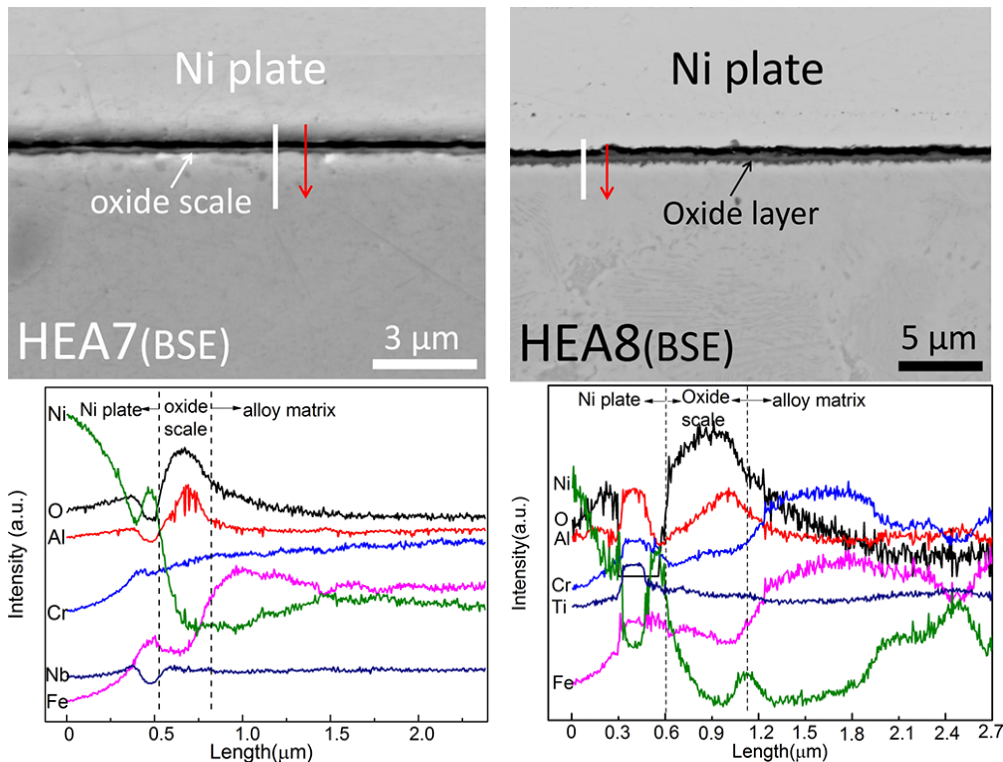 Ni plate
oxide scale
HEA7(BSE)
3 μm
Ni plate
Oxide layer
HEA8(BSE)
5 μm
Ni plate
oxide
scale
alloy matrix
Ni
O
Al
Cr
Nb
Fe
Intensity (a.u.)
0
0.5
1.0
1.5
2.0
Length(μm)
Ni plate
Oxide
scale
alloy matrix
Ni
O
Al
Cr
Ti
Fe
Intensity(a.u.)
0
0.3
0.6
0.9
1.2
1.5
1.8
2.1
2.4
2.7
Length(μm)